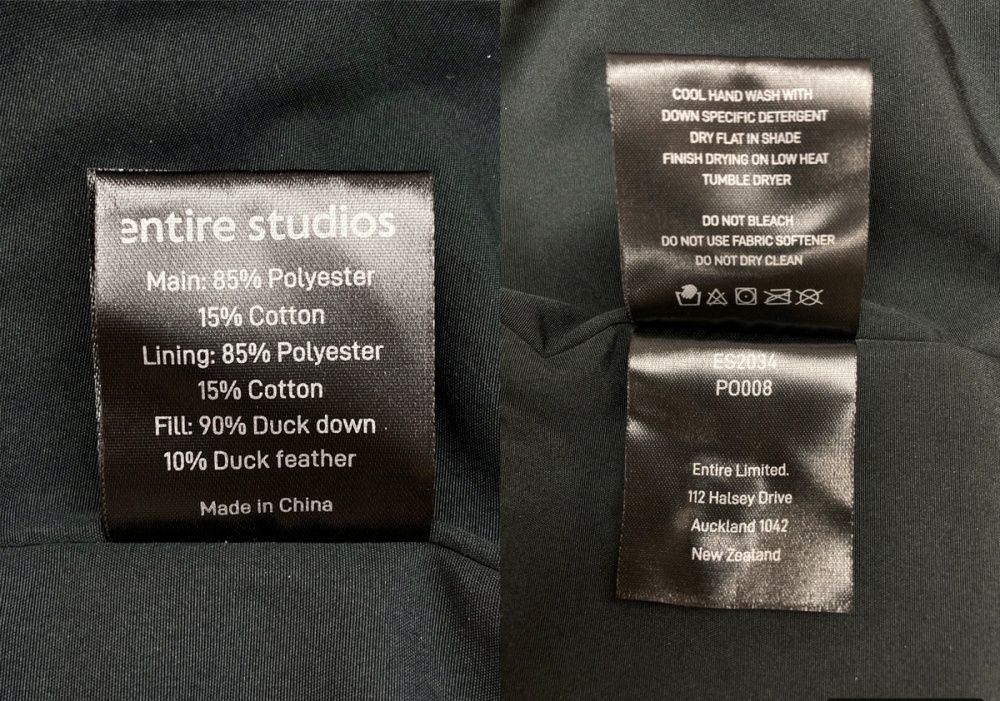 entire studios
Main: 85% Polyester
15% Cotton
Lining: 85% Polyester
15% Cotton
Fill: 90% Duck down
10% Duck feather
Made in China
COOL HAND WASH WITH
DOWN SPECIFIC DETERGENT
DRY FLAT IN SHADE
FINISH DRYING ON LOW HEAT
TUMBLE DRYER
DO NOT BLEACH
DO NOT USE FABRIC SOFTENER
DO NOT DRY CLEAN
ES2034
PO008
Entire Limited.
112 Halsey Drive
Auckland 1042
New Zealand